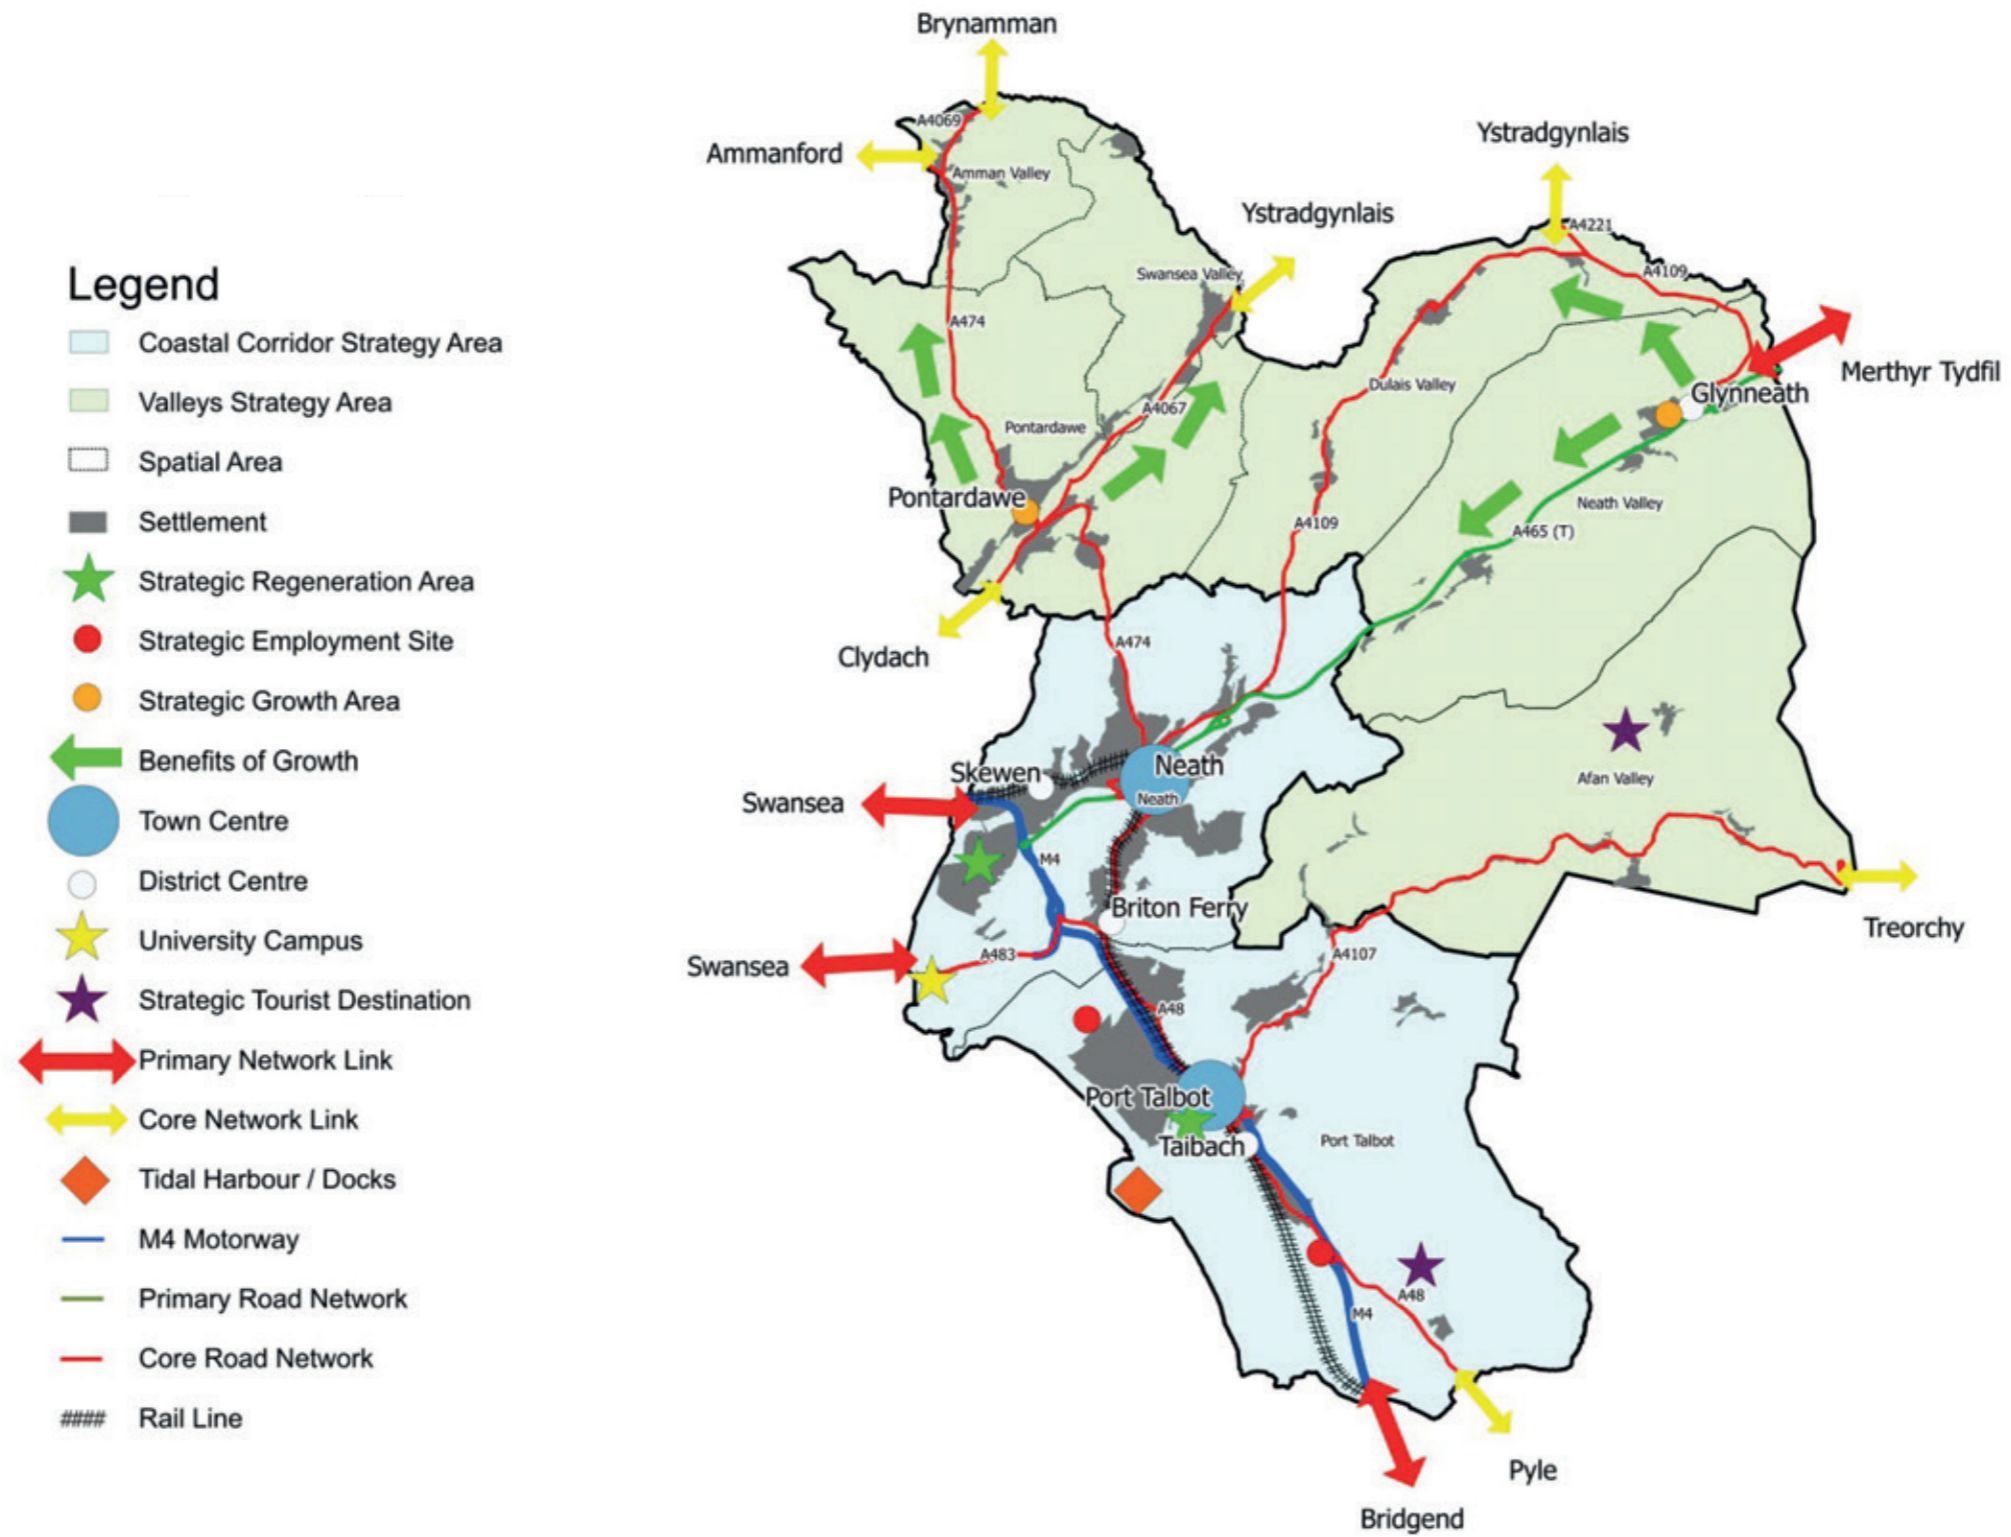 Legend
Coastal Corridor Strategy Area
Valleys Strategy Area
Spatial Area
Settlement
Strategic Regeneration Area
Strategic Employment Site
Strategic Growth Area
Benefits of Growth
Town Centre
District Centre
University Campus
Strategic Tourist Destination
Primary Network Link
Core Network Link
Tidal Harbour / Docks
M4 Motorway
Primary Road Network
Core Road Network
Rail Line
Brynamman
A4069
Ammanford
Amman Valley
Ystradgynlais
Ystradgynlais
A4221
Swansea Valley
A4109
A474
Merthyr Tydfil
Dulais Valley
Glynneath
A4067
Pontardawe
Pontardawe
Neath Valley
A4109
A465 (T)
Clydach
A474
Neath
Skewen
Neath
Swansea
Afan Valley
M4
Briton Ferry
Treorchy
Swansea
A483
A4107
A48
Port Talbot
Taibach
Port Talbot
A48
M4
Pyle
Bridgend